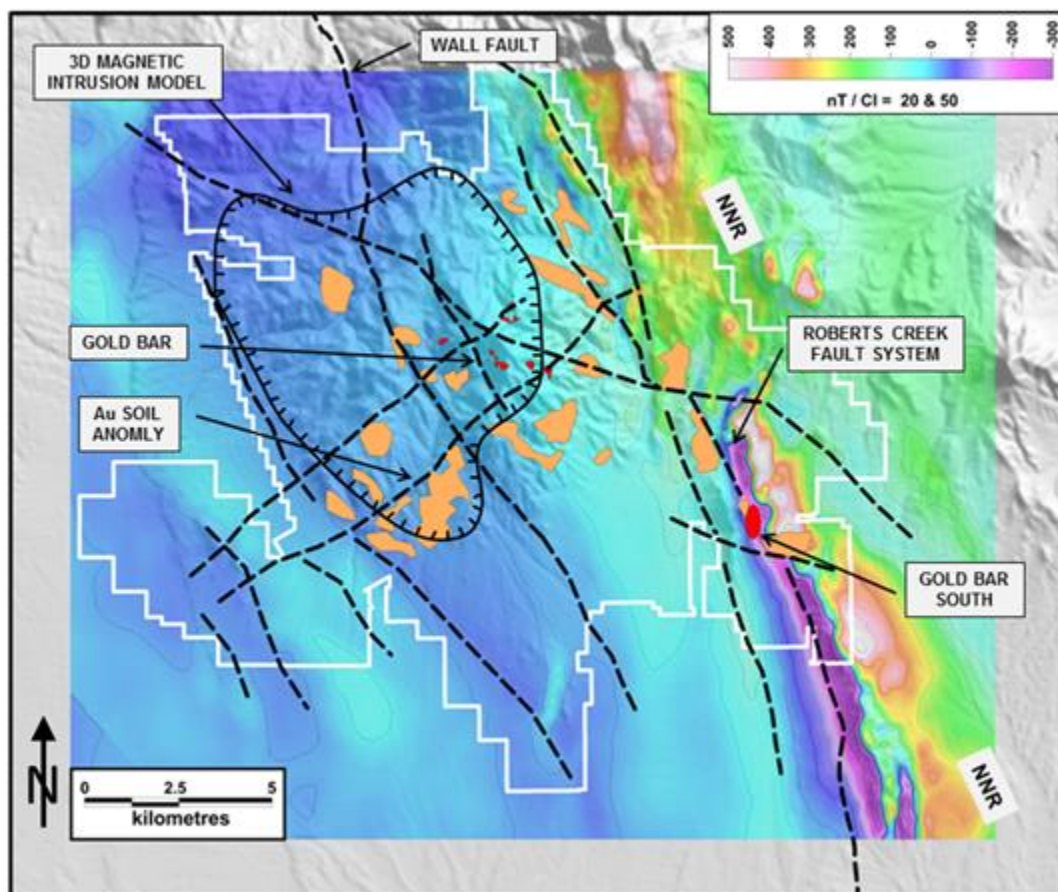 WALL FAULT
3D MAGNETIC
INTRUSION MODEL
500
400
300
200
100
0
-100
-200
-300
nT / CI = 20 & 50
NNR
ROBERTS CREEK
FAULT SYSTEM
GOLD BAR
Au SOIL
ANOMLY
GOLD BAR
SOUTH
NNR
N
0 2.5 5
kilometres